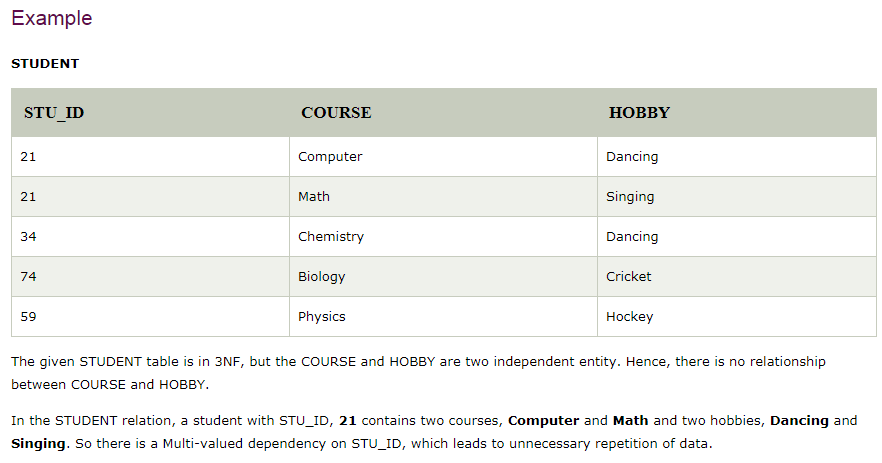 Example
STUDENT
STU_ID COURSE HOBBY
21 Computer Dancing
21 Math Singing
34 Chemistry Dancing
74 Biology Cricket
59 Physics Hockey
The given STUDENT table is in 3NF, but the COURSE and HOBBY are two independent entity. Hence, there is no relationship
between COURSE and HOBBY.
In the STUDENT relation, a student with STU_ID, 21 contains two courses, Computer and Math and two hobbies, Dancing and
Singing. So there is a Multi-valued dependency on STU_ID, which leads to unnecessary repetition of data.